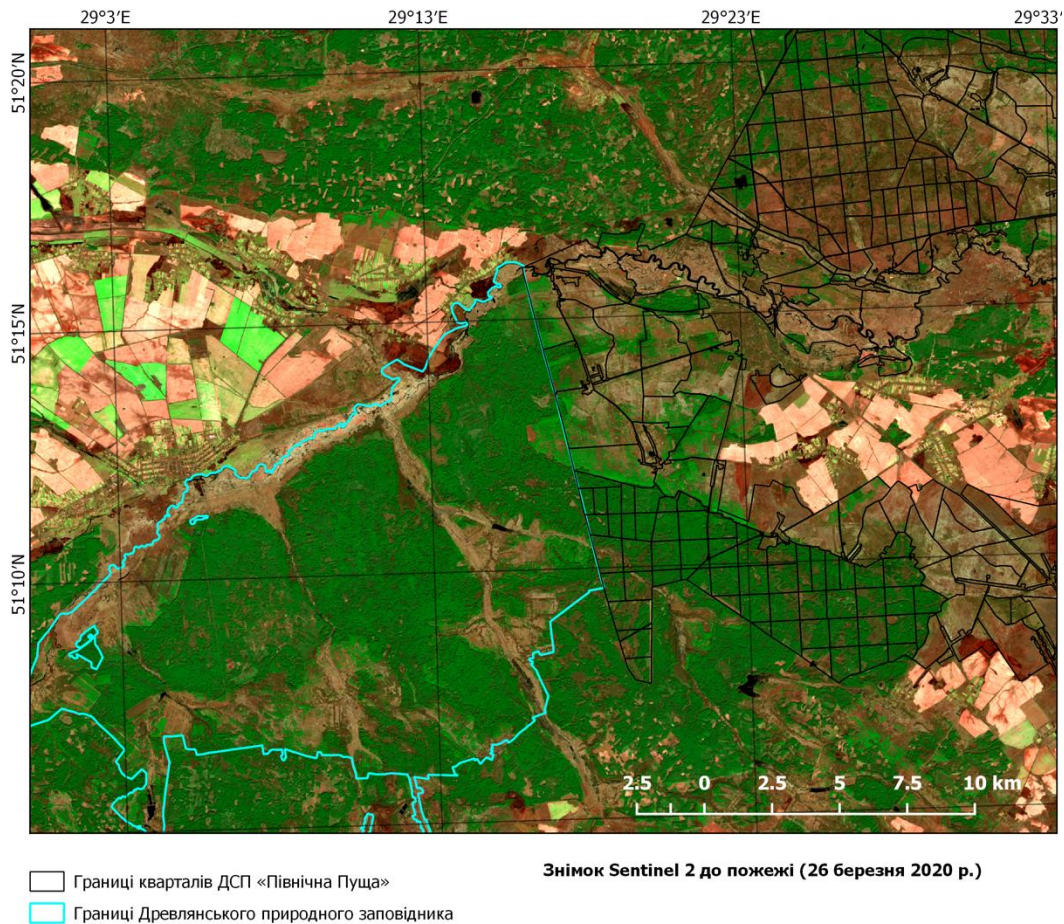 29°3′E 29°13′E 29°23′E 29°33′E
51°20′N
51°15′N
51°10′N
2.5 0 2.5 5 7.5 10 km
Знімок Sentinel 2 до пожежі (26 березня 2020 р.)
Границі кварталів ДСП «Північна Пуща»
Границі Древлянського природного заповідника